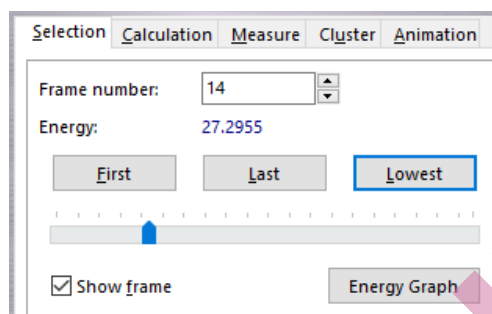 Selection Calculation Measure Cluster Animation
Frame number: 14
Energy: 27.2955
First Last Lowest
Show frame Energy Graph